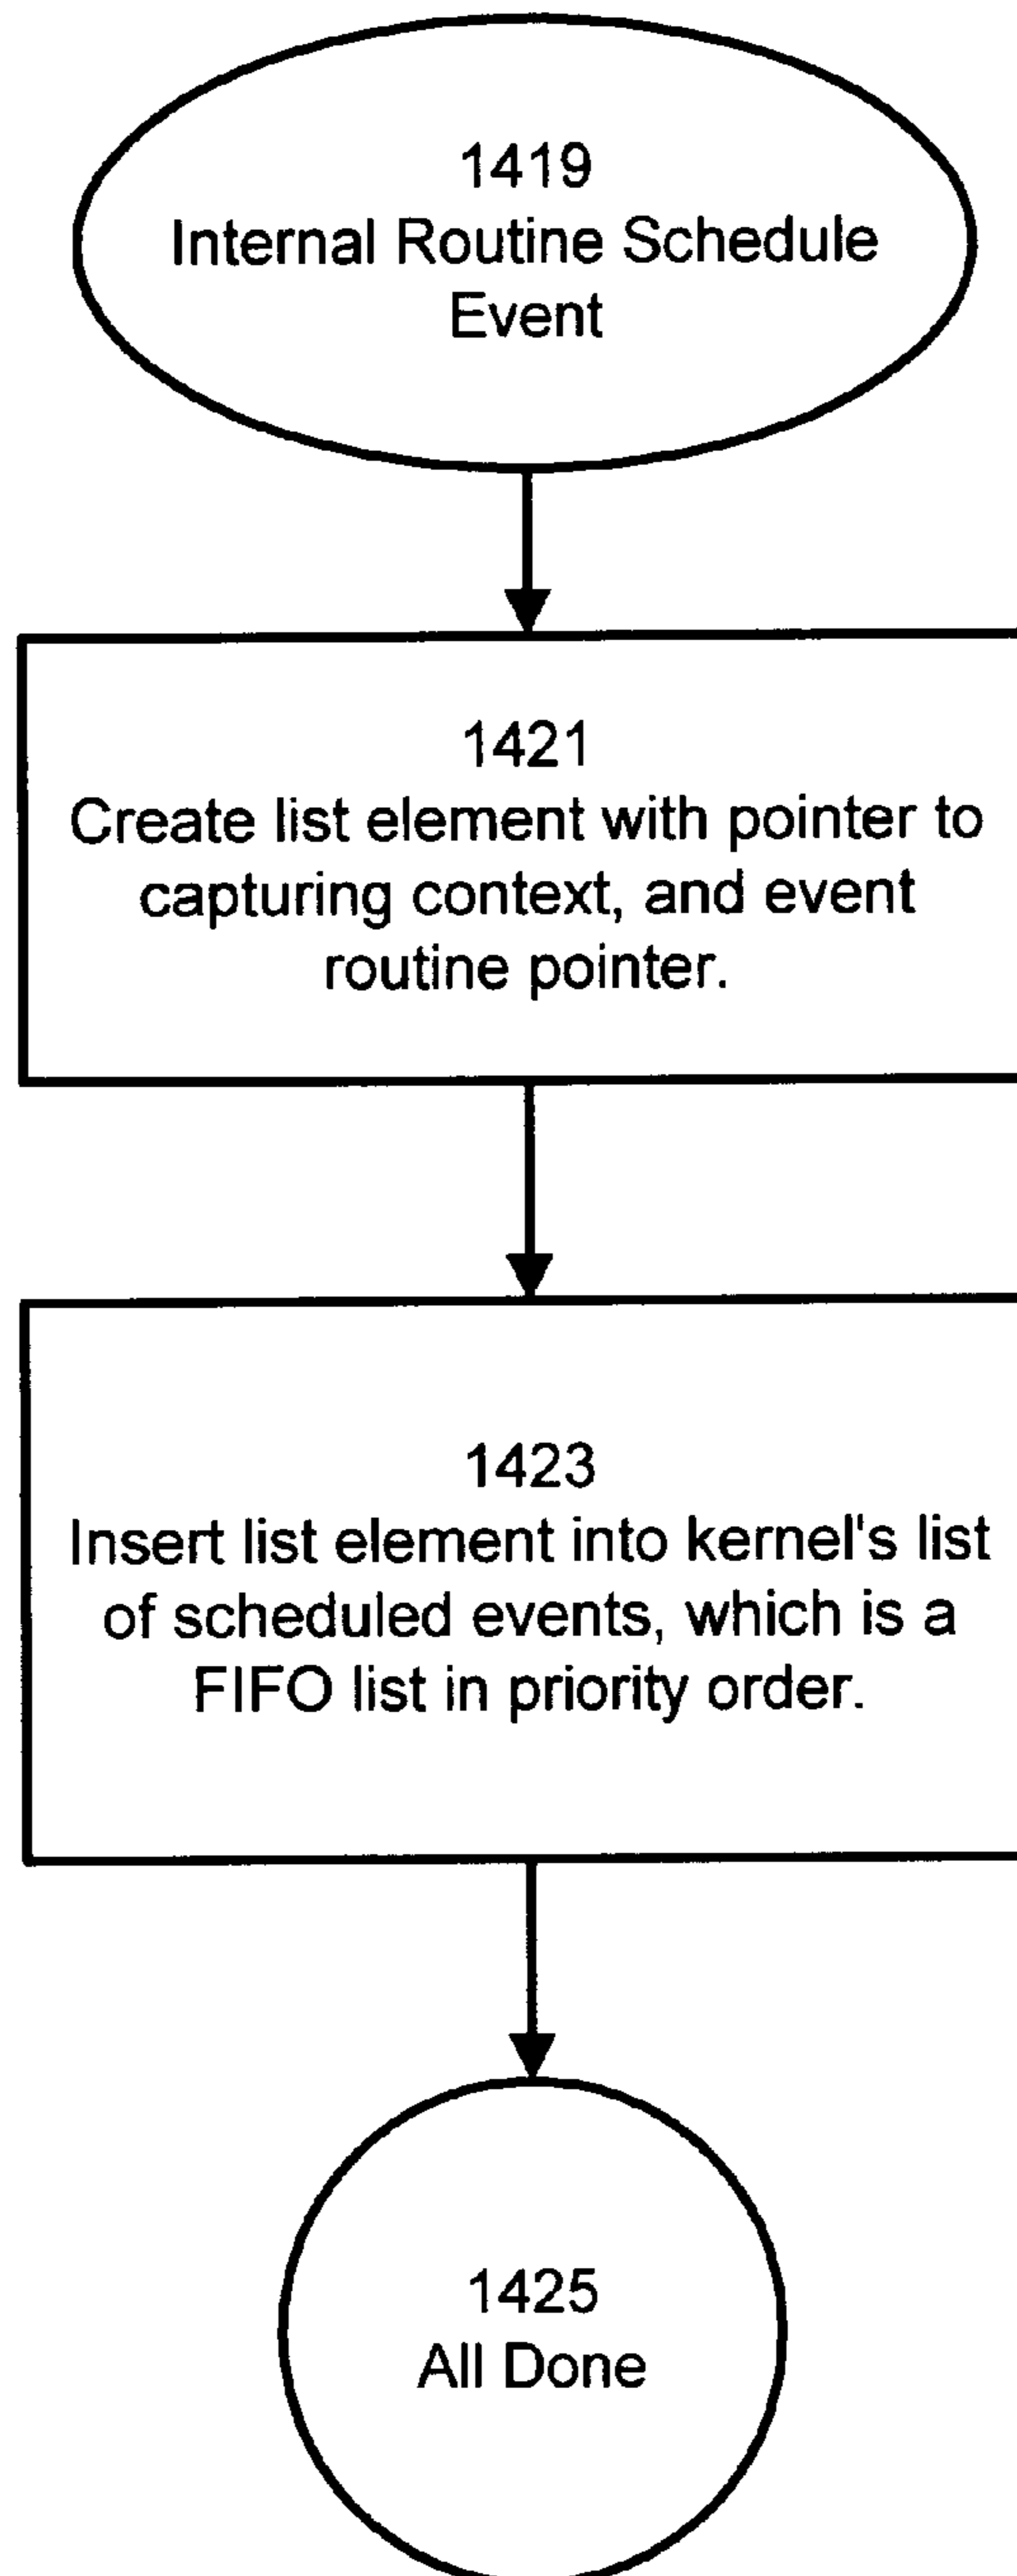 1419
Internal Routine Schedule
Event
1421
Create list element with pointer to
capturing context, and event
routine pointer.
1423
Insert list element into kernel's list
of scheduled events, which is a
FIFO list in priority order.
1425
All Done